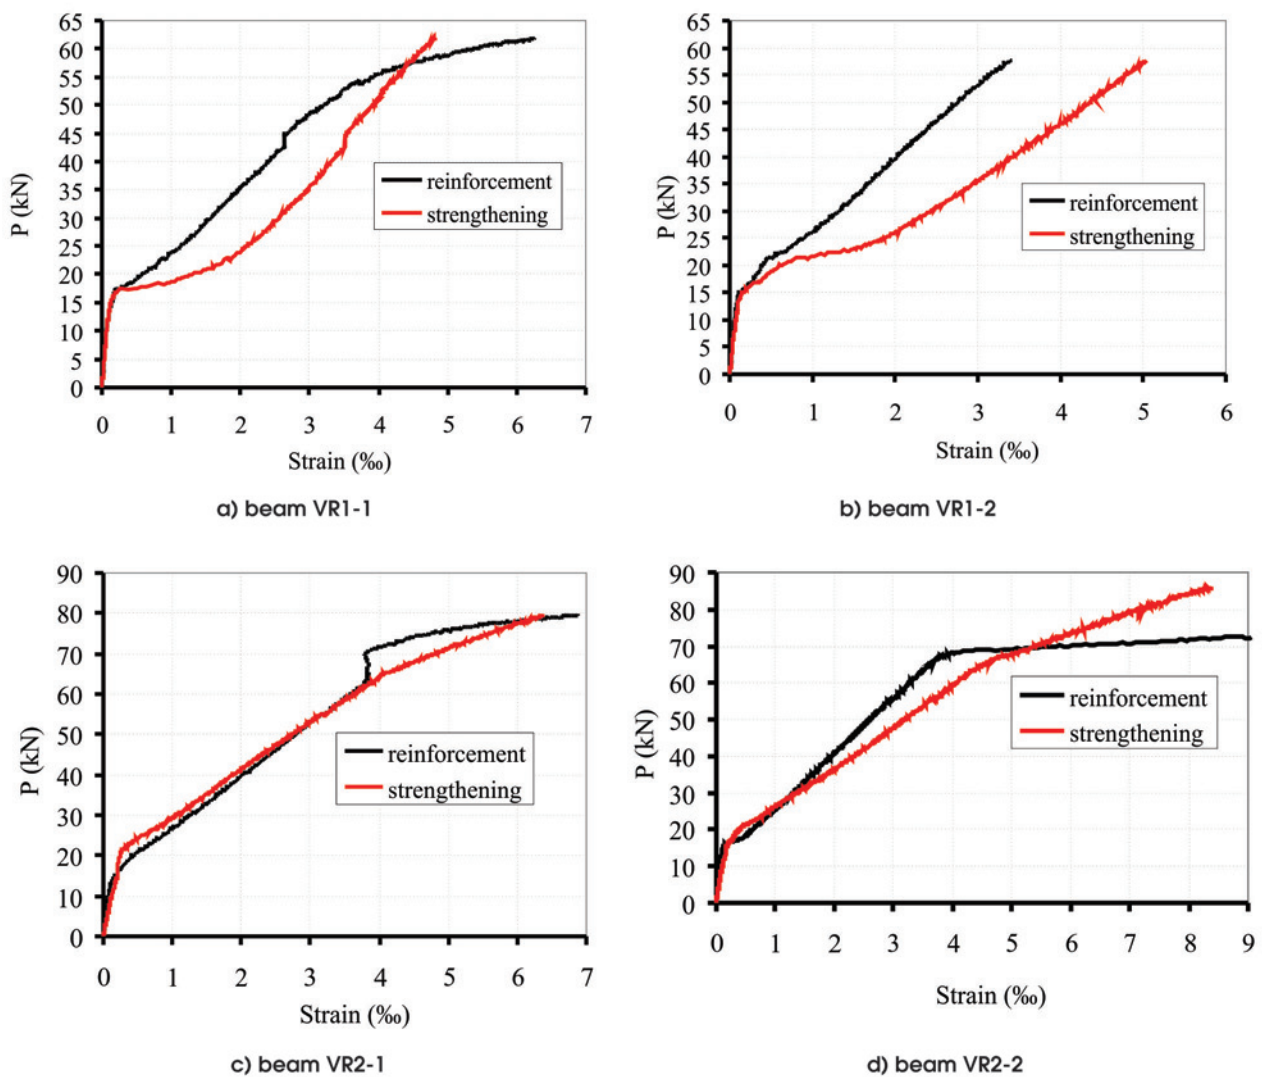 65
60
55
50
45
40
35
30
25
20
15
10
5
0
P (kN)
reinforcement
strengthening
0 1 2 3 4 5 6 7
Strain (‰)
a) beam VR1-1
65
60
55
50
45
40
35
30
25
20
15
10
5
0
P (kN)
reinforcement
strengthening
0 1 2 3 4 5 6
Strain (‰)
b) beam VR1-2
90
80
70
60
50
40
30
20
10
0
P (kN)
reinforcement
strengthening
0 1 2 3 4 5 6 7
Strain (‰)
c) beam VR2-1
90
80
70
60
50
40
30
20
10
0
P (kN)
reinforcement
strengthening
0 1 2 3 4 5 6 7 8 9
Strain (‰)
d) beam VR2-2